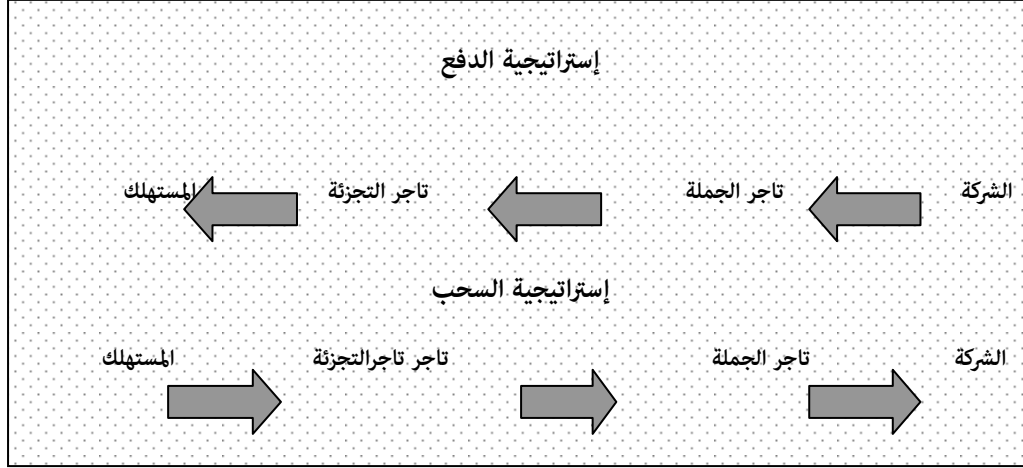 إستراتيجية الدفع
الشركة تاجر الجملة تاجر التجزئة المستهلك
إستراتيجية السحب
الشركة تاجر الجملة تاجر تاجرالتجزئة المستهلك